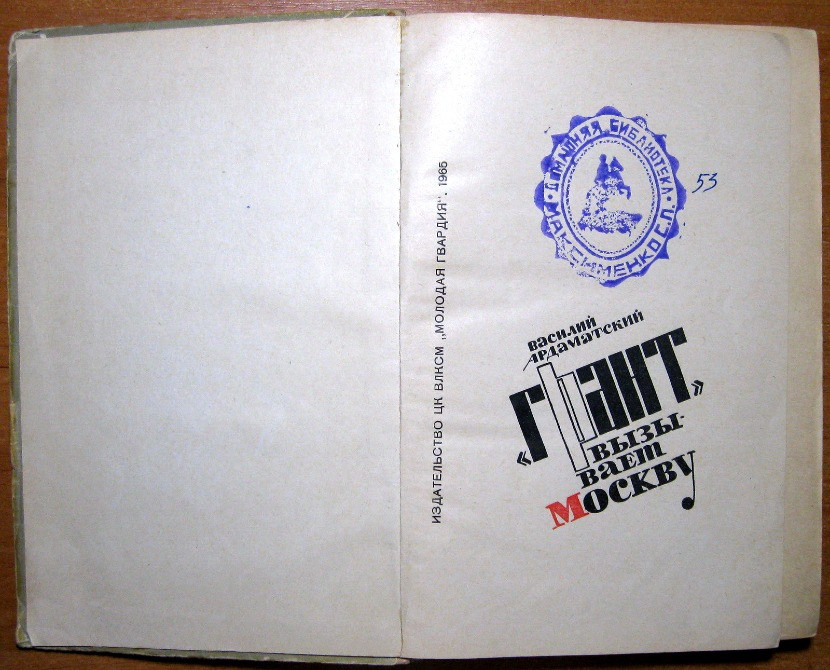 ДОМАШНЯЯ БИБЛИОТЕКА
МАКСИМЕНКО С.П.
53
ВАСИЛИЙ
АРДАМАТСКИЙ
«ГРАНТ»
ВЫЗЫ-
ВАЕТ
МОСКВУ
ИЗДАТЕЛЬСТВО ЦК ВЛКСМ „МОЛОДАЯ ГВАРДИЯ". 1965